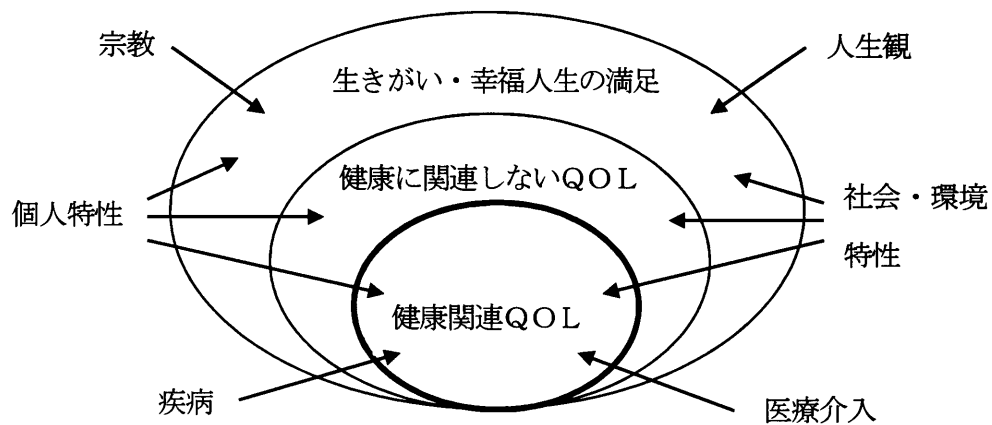 宗教
人生観
生きがい・幸福人生の満足
健康に関連しないＱＯＬ
個人特性
社会・環境
特性
健康関連ＱＯＬ
疾病
医療介入